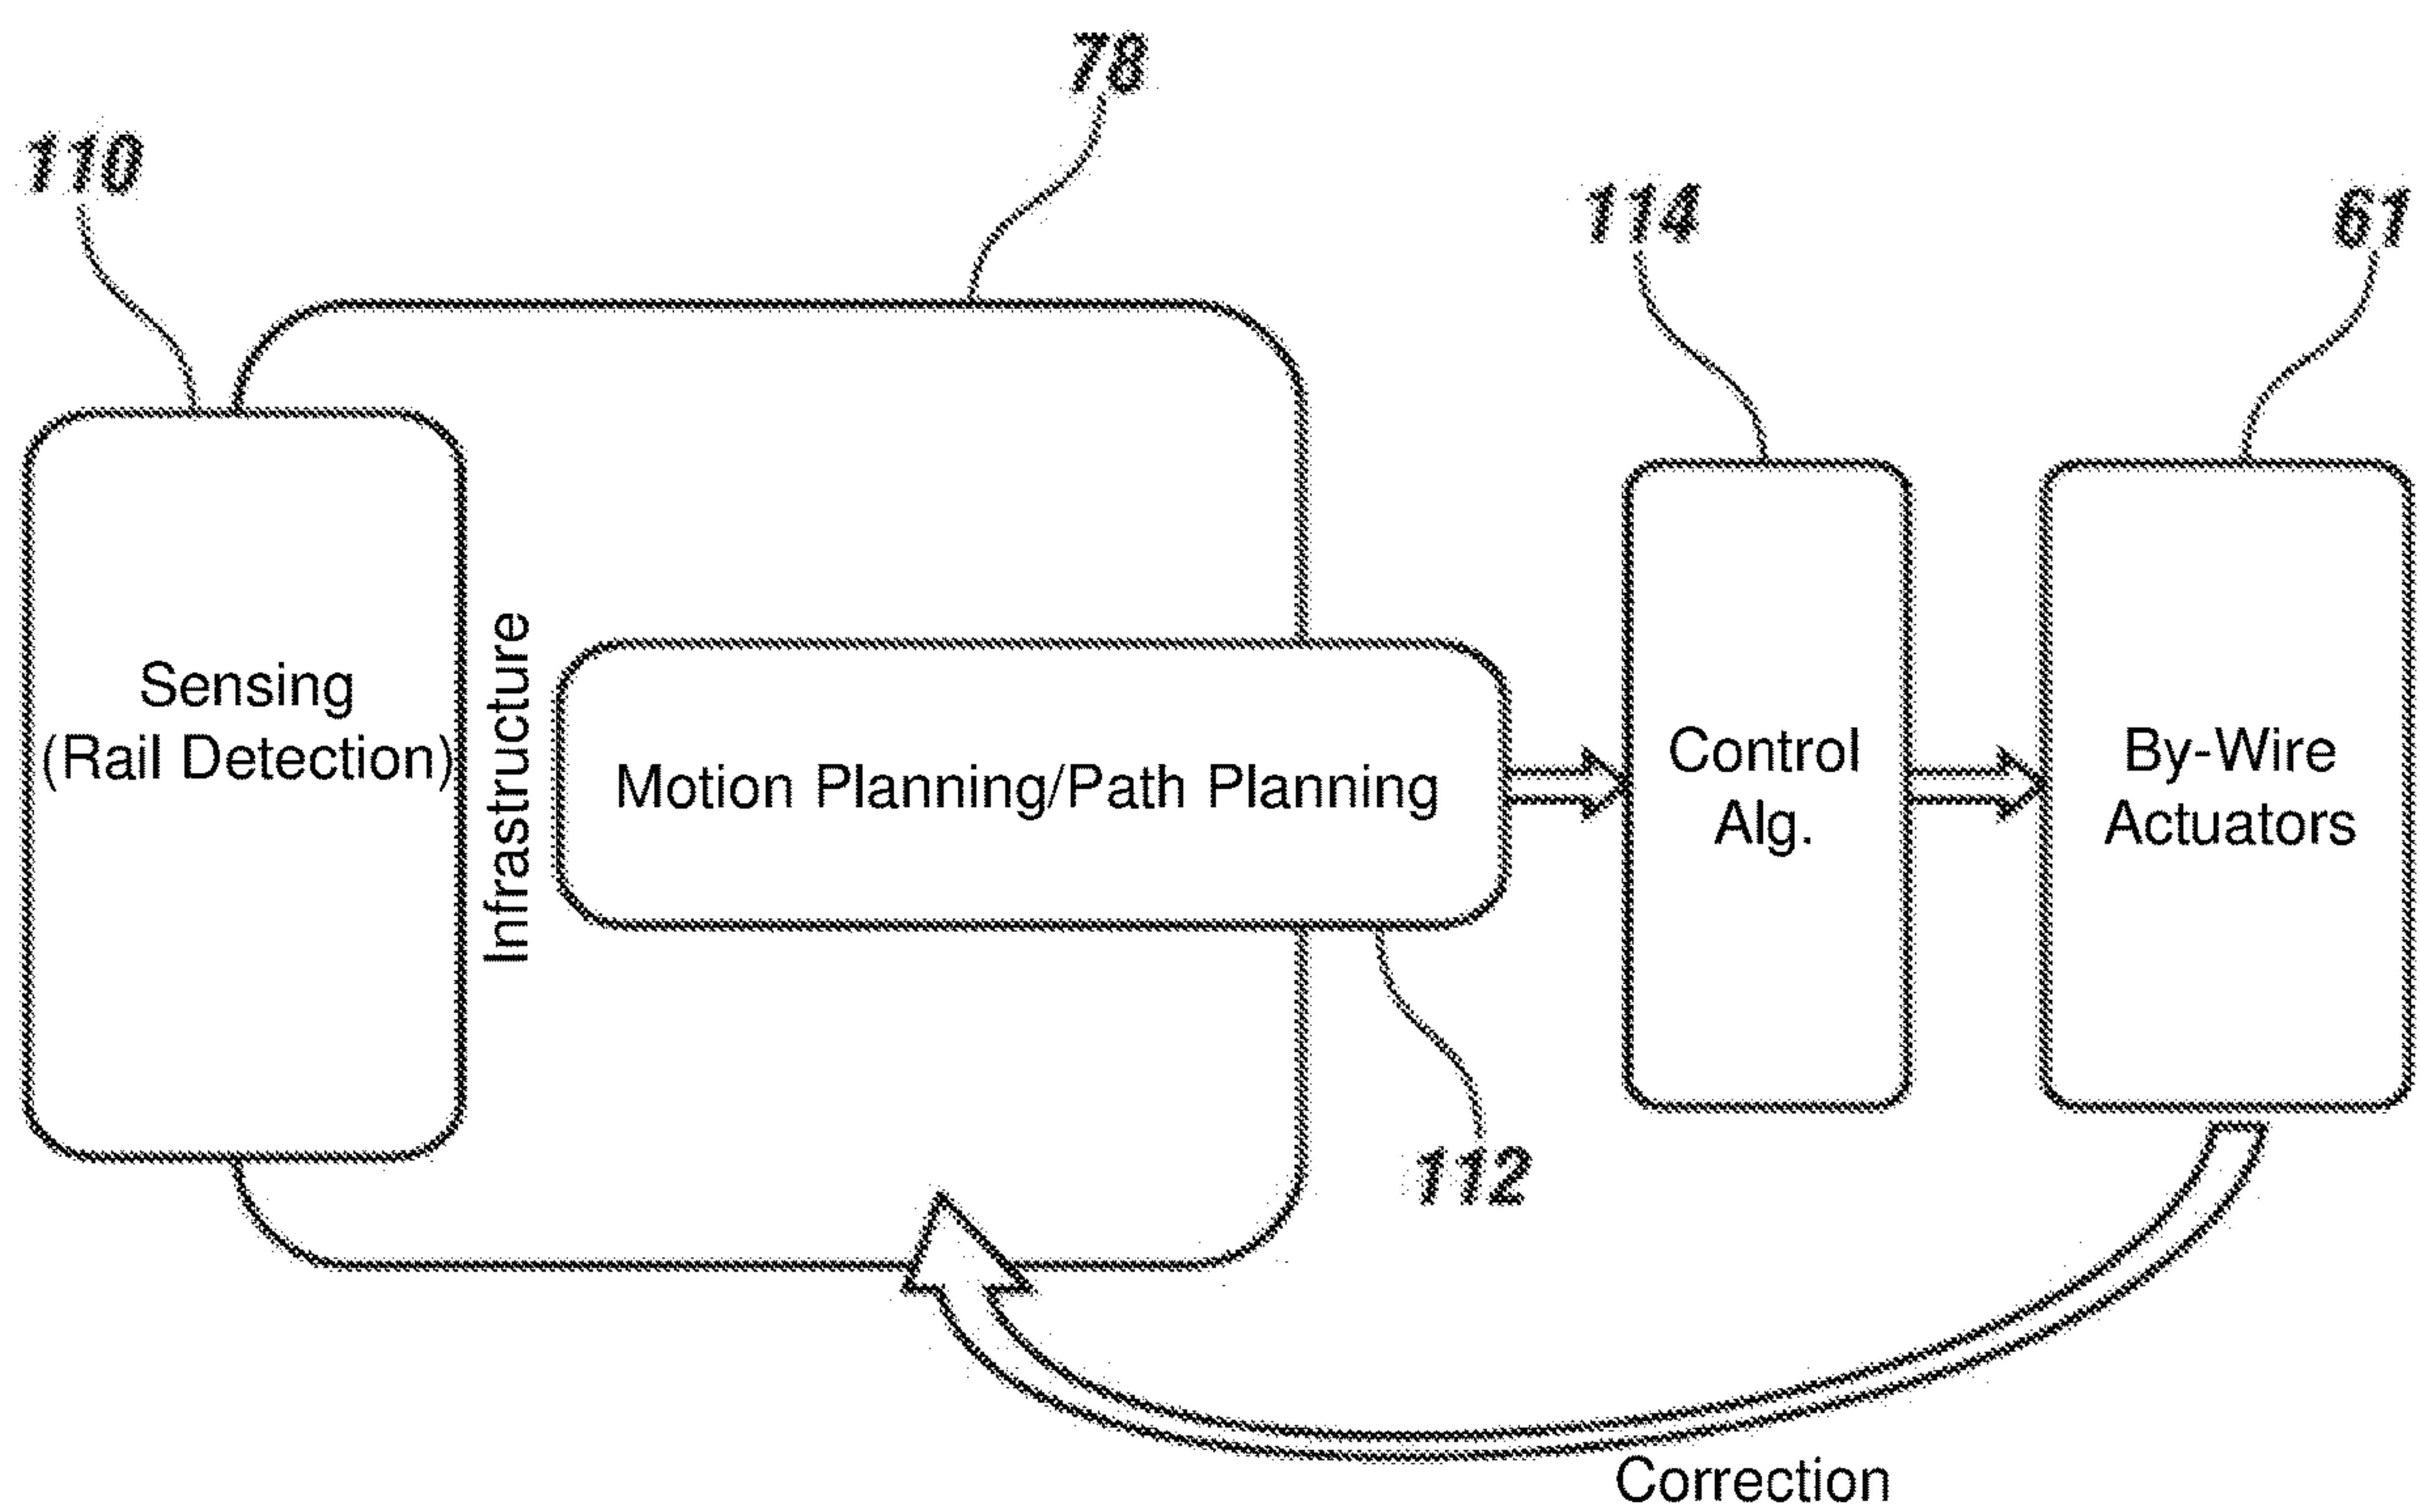 78
110
114
61
Sensing
(Rail Detection)
Infrastructure
Motion Planning/Path Planning
Control
Alg.
By-Wire
Actuators
112
Correction